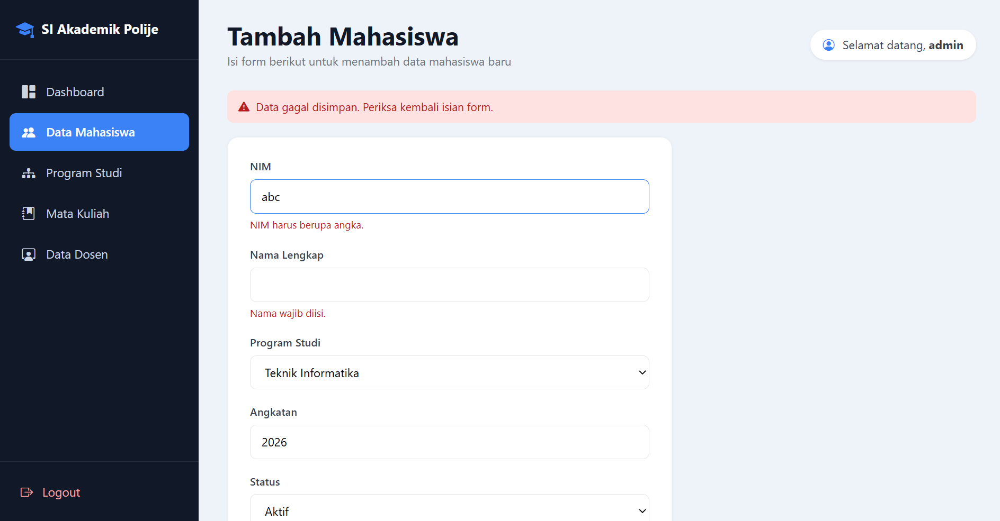 SI Akademik Polije
Dashboard
Data Mahasiswa
Program Studi
Mata Kuliah
Data Dosen
Logout
Tambah Mahasiswa
Isi form berikut untuk menambah data mahasiswa baru
Selamat datang, admin
Data gagal disimpan. Periksa kembali isian form.
NIM
abc
NIM harus berupa angka.
Nama Lengkap
Nama wajib diisi.
Program Studi
Teknik Informatika
Angkatan
2026
Status
Aktif